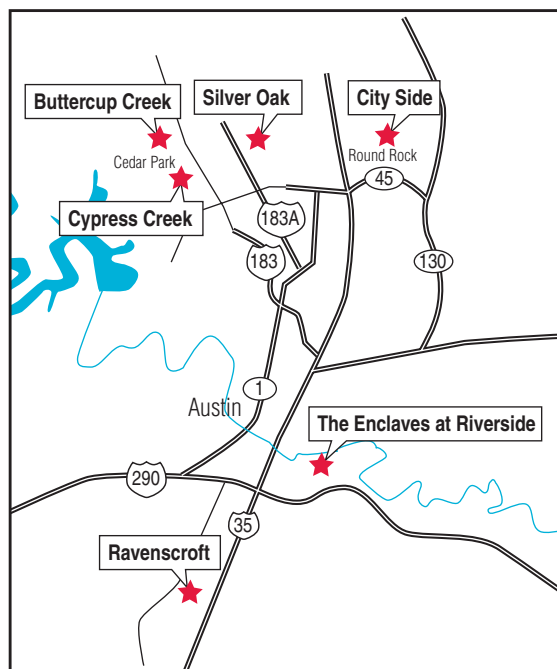 Buttercup Creek
Silver Oak
City Side
Cedar Park
Round Rock
45
Cypress Creek
183A
183
130
1
Austin
The Enclaves at Riverside
290
35
Ravenscroft